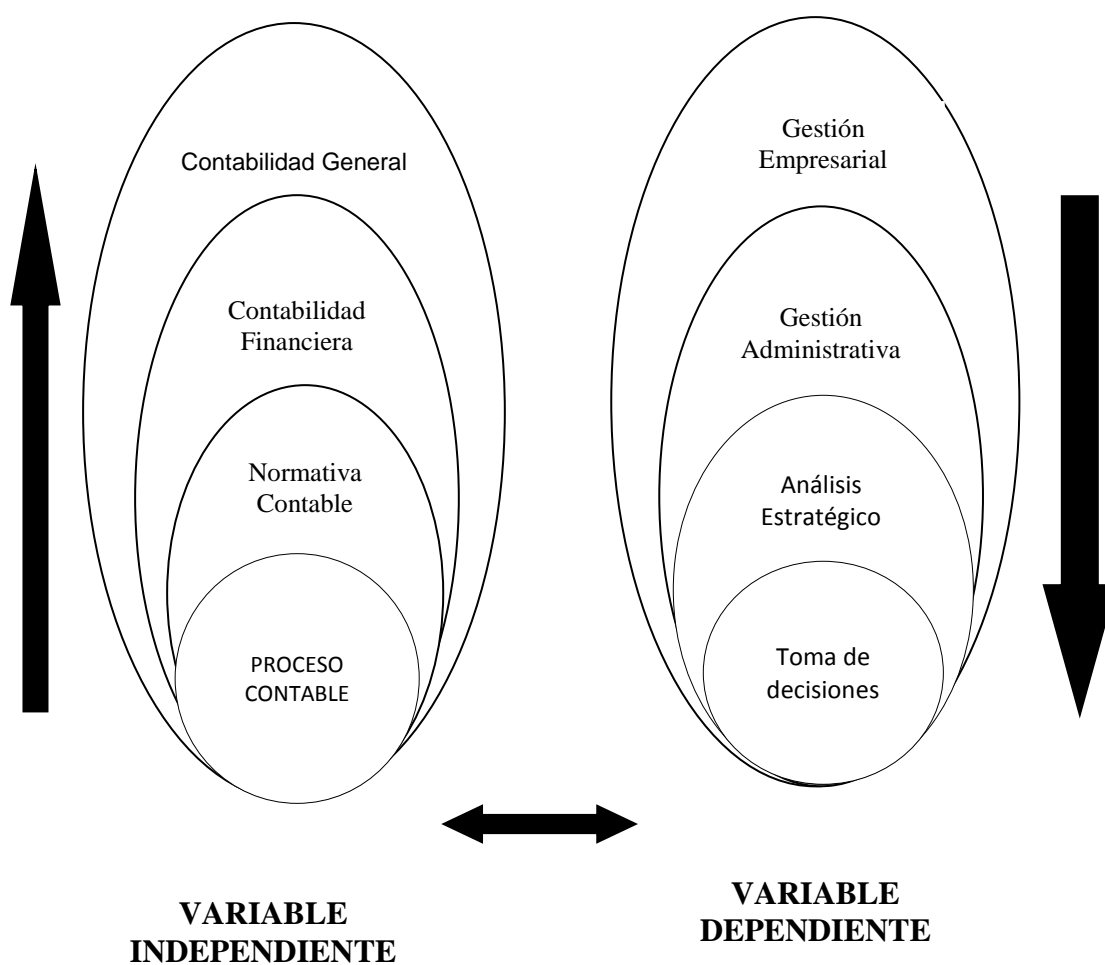 Contabilidad General
Contabilidad
Financiera
Normativa
Contable
PROCESO
CONTABLE
VARIABLE
INDEPENDIENTE
Gestión
Empresarial
Gestión
Administrativa
Análisis
Estratégico
Toma de
decisiones
VARIABLE
DEPENDIENTE